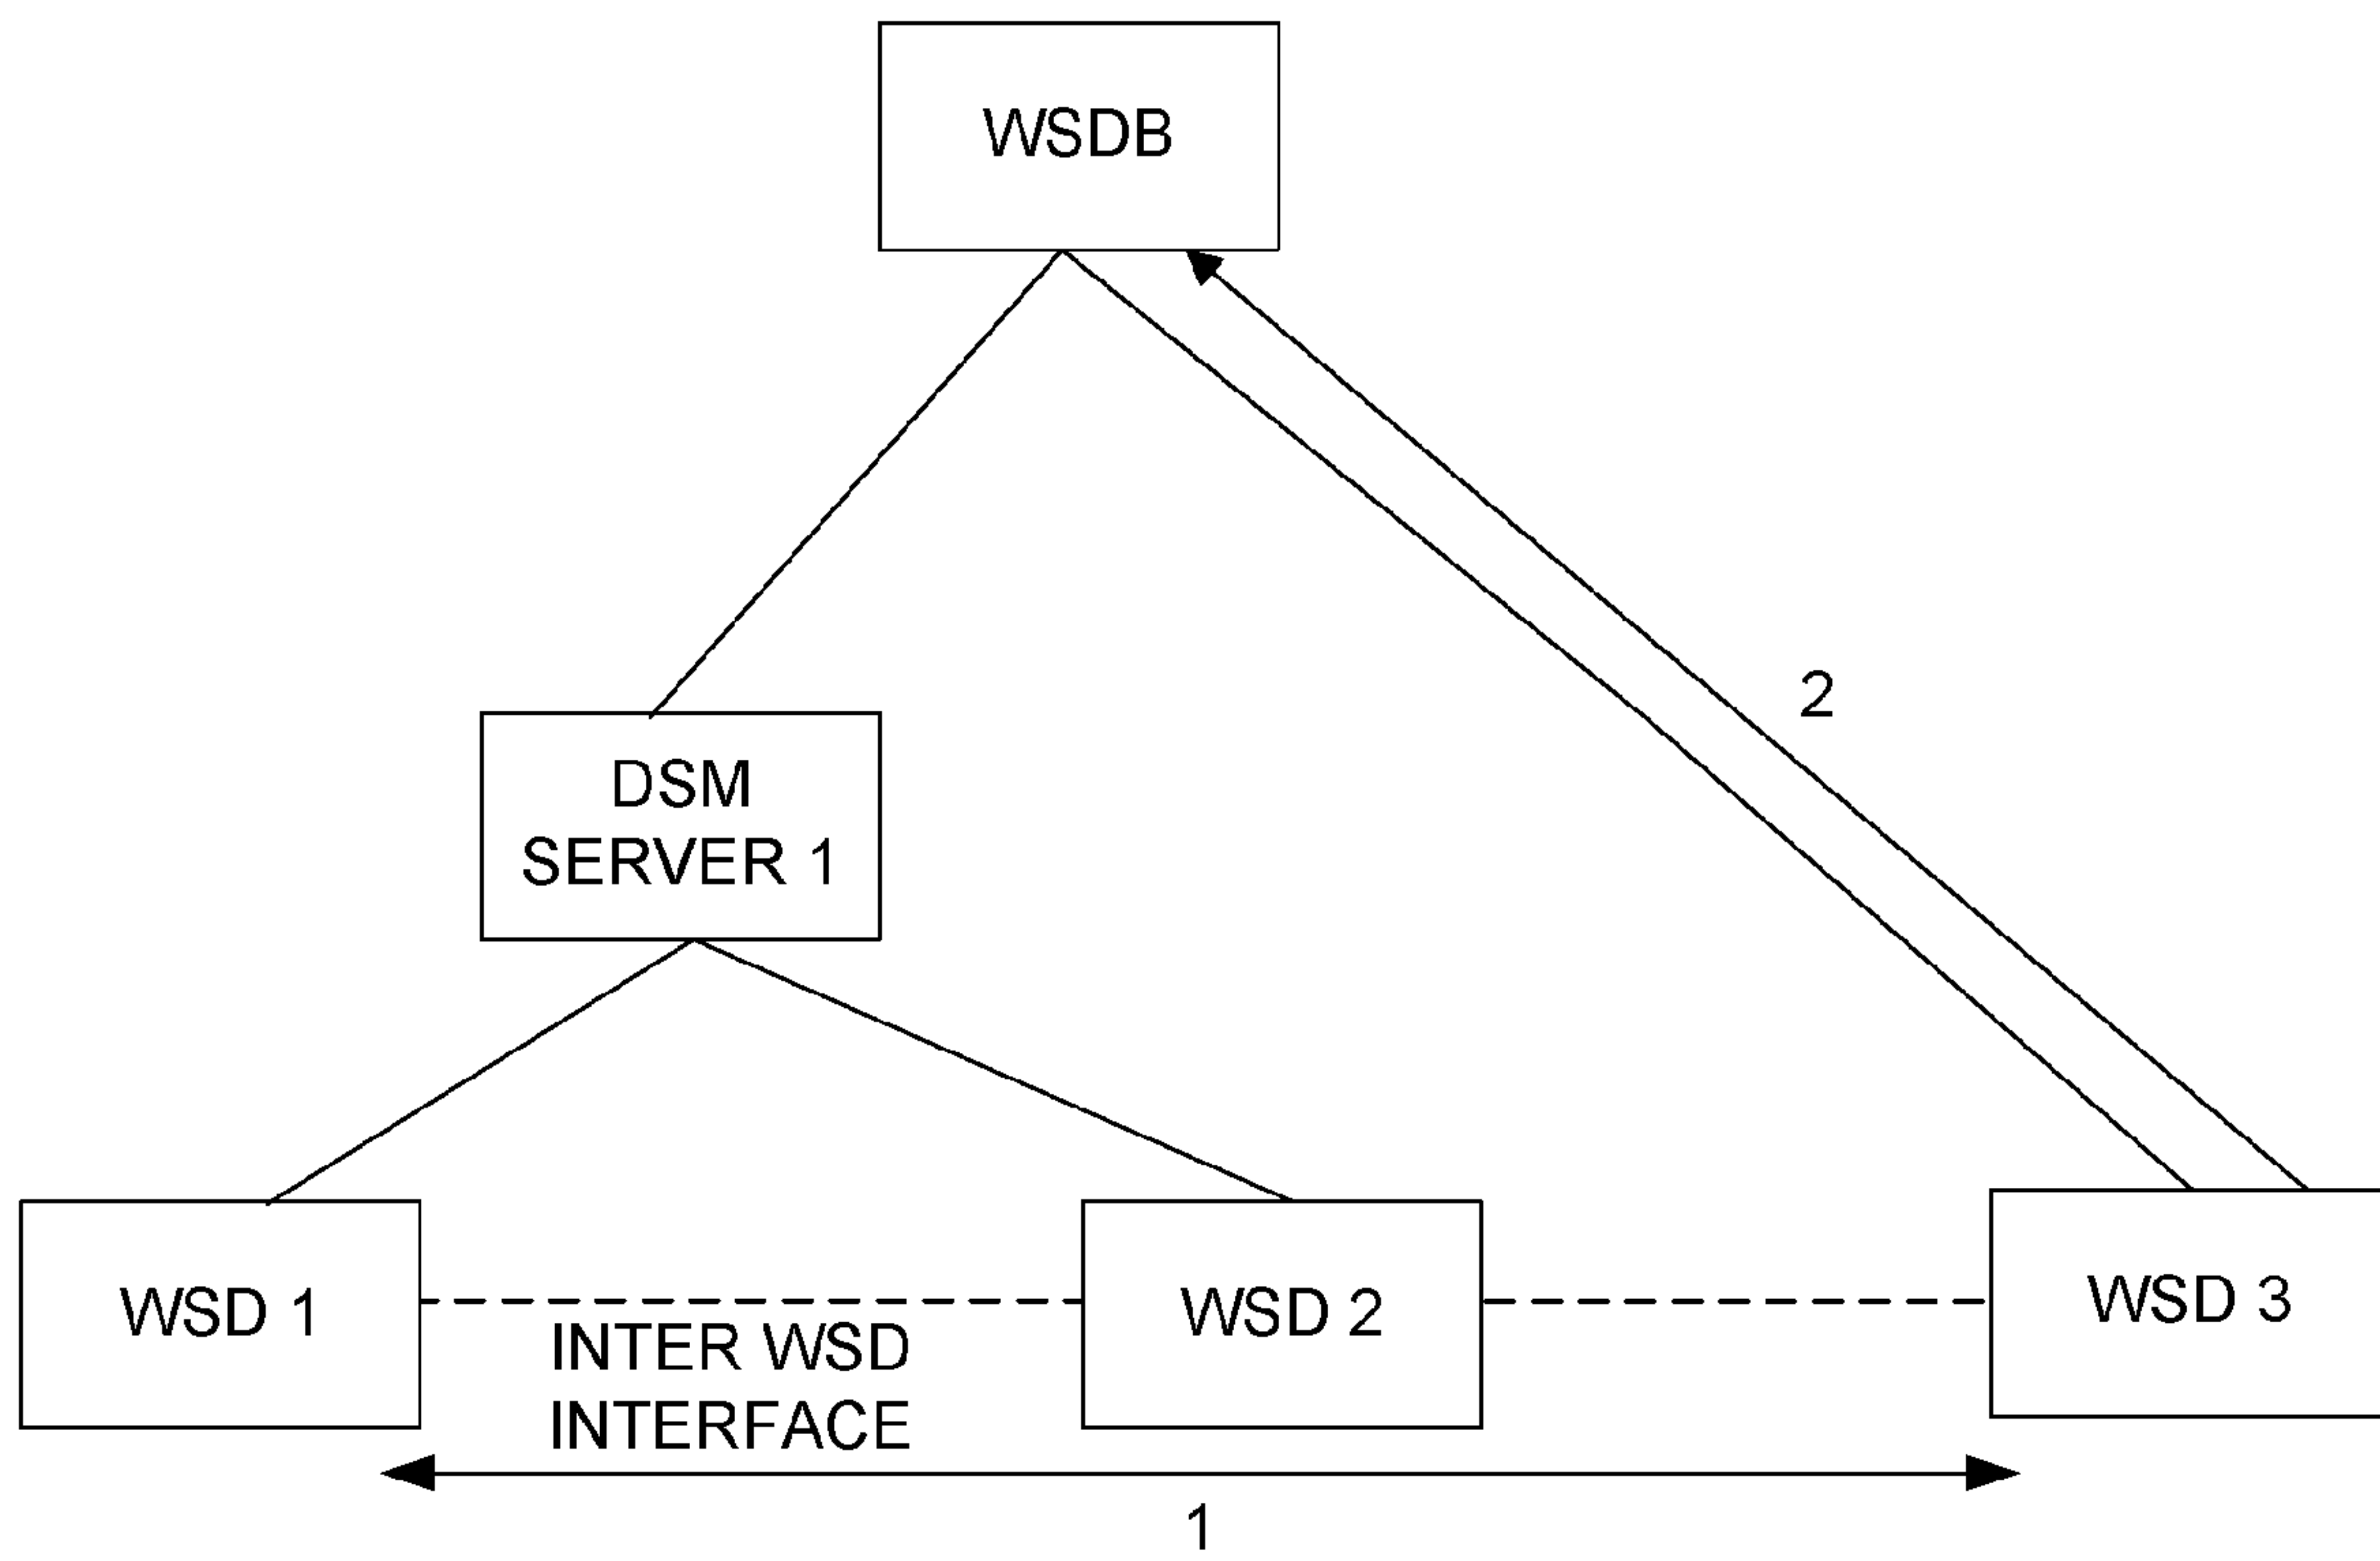 WSDB
2
DSM
SERVER 1
WSD 1
WSD 2
WSD 3
INTER WSD
INTERFACE
1